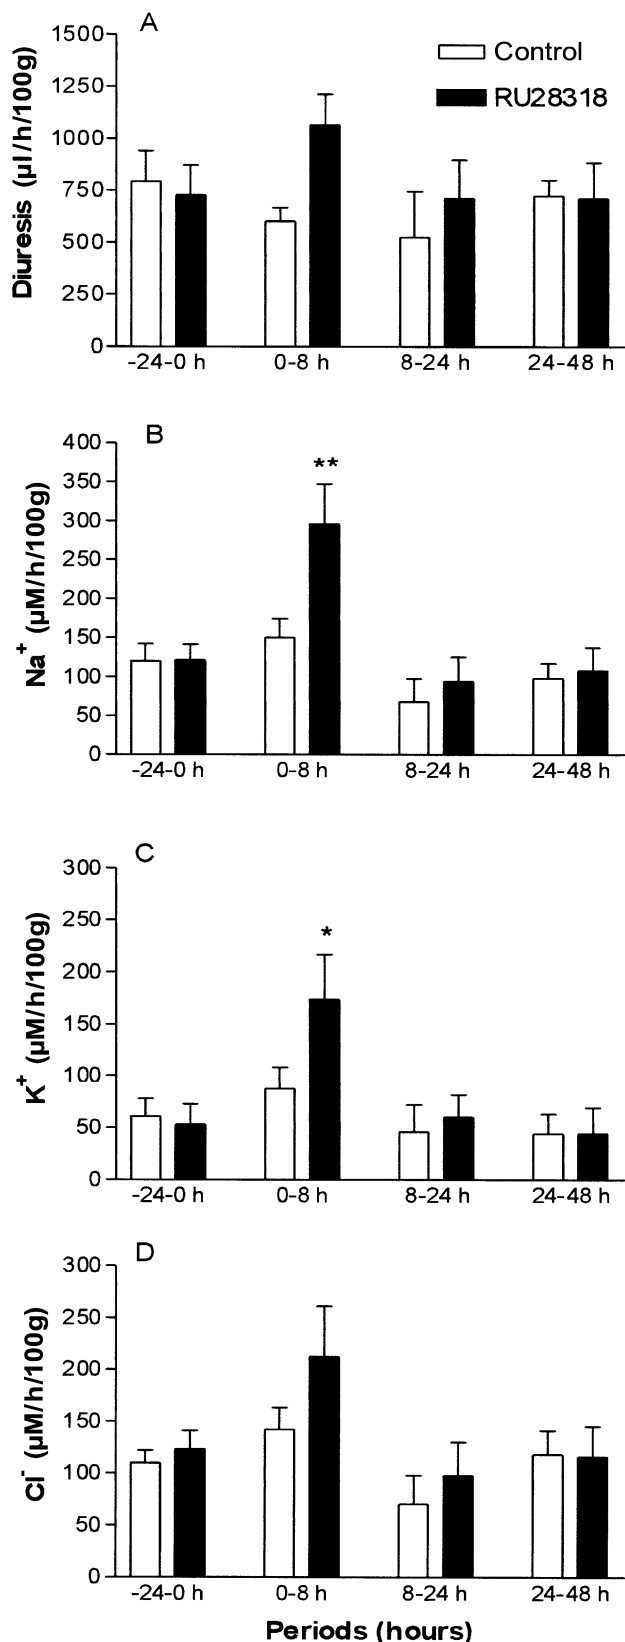 A
1500
1250
1000
750
500
250
0
Diuresis (µl/h/100g)
Control
RU28318
-24-0 h 0-8 h 8-24 h 24-48 h
B
400
350
300
250
200
150
100
50
0
Na+ (µM/h/100g)
**
-24-0 h 0-8 h 8-24 h 24-48 h
C
300
250
200
150
100
50
0
K+ (µM/h/100g)
*
-24-0 h 0-8 h 8-24 h 24-48 h
D
300
250
200
150
100
50
0
Cl- (µM/h/100g)
-24-0 h 0-8 h 8-24 h 24-48 h
Periods (hours)